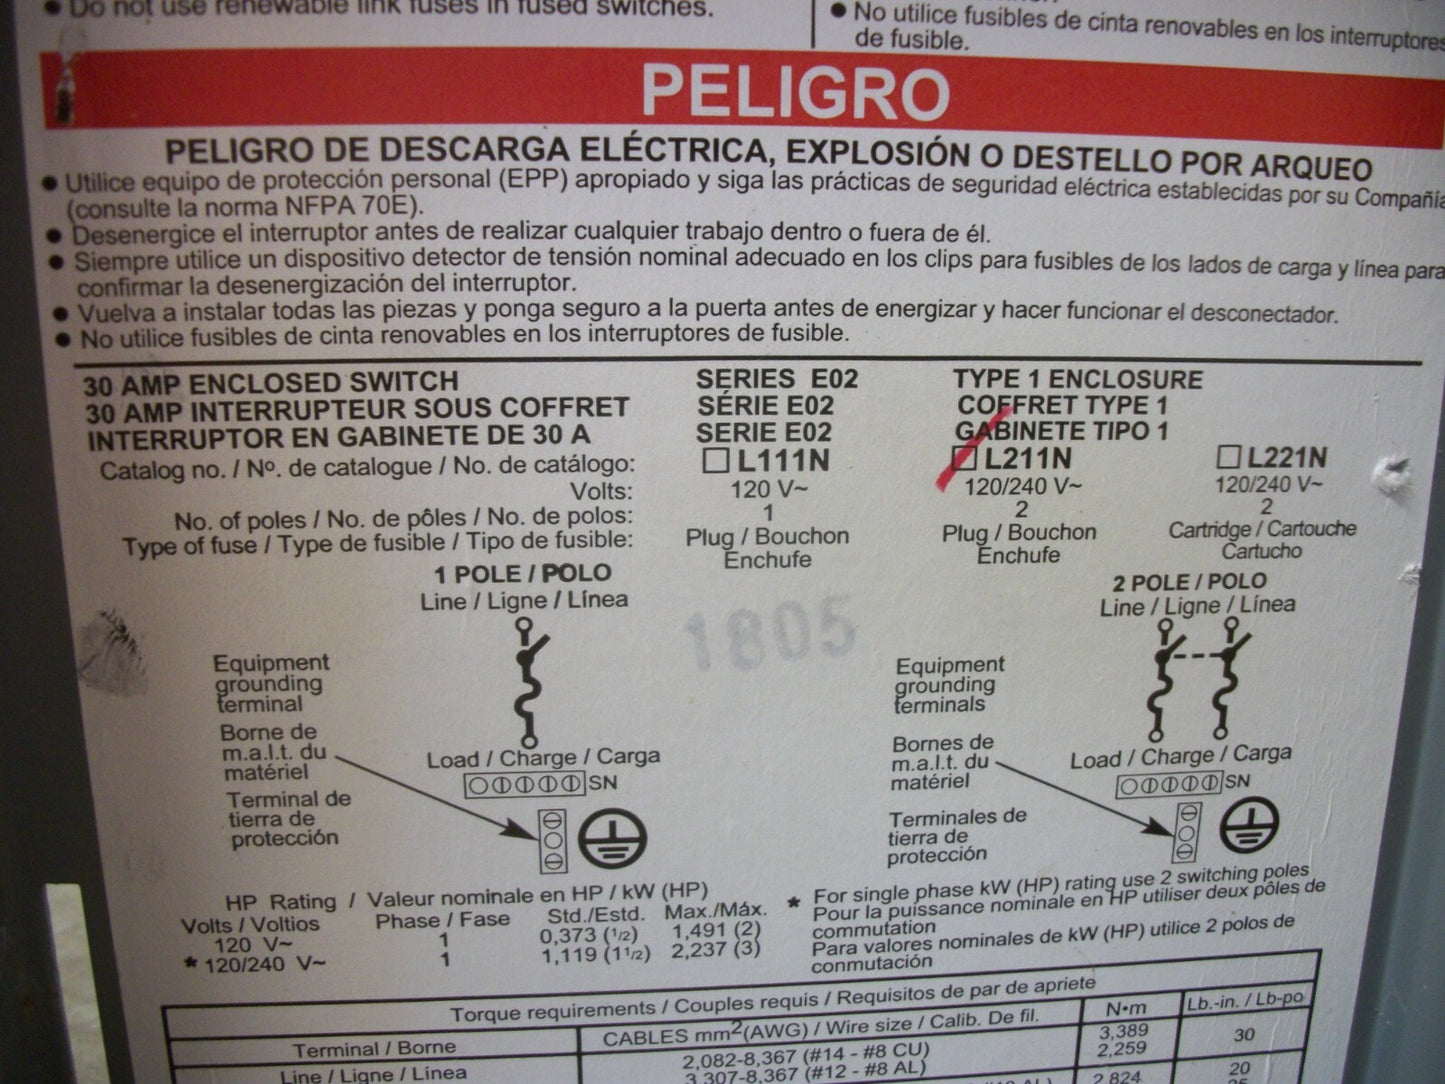 ● Do not use renewable link fuses in fused switches.
● No utilice fusibles de cinta renovables en los interruptores
de fusible.
PELIGRO
PELIGRO DE DESCARGA ELÉCTRICA, EXPLOSIÓN O DESTELLO POR ARQUEO
● Utilice equipo de protección personal (EPP) apropiado y siga las prácticas de seguridad eléctrica establecidas por su Compañía
(consulte la norma NFPA 70E).
● Desenergice el interruptor antes de realizar cualquier trabajo dentro o fuera de él.
● Siempre utilice un dispositivo detector de tensión nominal adecuado en los clips para fusibles de los lados de carga y línea para
confirmar la desenergización del interruptor.
● Vuelva a instalar todas las piezas y ponga seguro a la puerta antes de energizar y hacer funcionar el desconectador.
● No utilice fusibles de cinta renovables en los interruptores de fusible.
30 AMP ENCLOSED SWITCH SERIES E02 TYPE 1 ENCLOSURE
30 AMP INTERRUPTEUR SOUS COFFRET SÉRIE E02 COFFRET TYPE 1
INTERRUPTOR EN GABINETE DE 30 A SERIE E02 GABINETE TIPO 1
Catalog no. / Nº. de catalogue / No. de catálogo: □ L111N □ L211N □ L221N
Volts: 120 V~ 120/240 V~ 120/240 V~
No. of poles / No. de pôles / No. de polos: 1 2 2
Type of fuse / Type de fusible / Tipo de fusible: Plug / Bouchon Plug / Bouchon Cartridge / Cartouche
Enchufe Enchufe Cartucho
1 POLE / POLO 2 POLE / POLO
Line / Ligne / Línea Line / Ligne / Línea
1805
Equipment
grounding
terminal
Borne de
m.a.l.t. du
matériel
Terminal de
tierra de
protección
Load / Charge / Carga
SN
Equipment
grounding
terminals
Bornes de
m.a.l.t. du
matériel
Terminales de
tierra de
protección
Load / Charge / Carga
SN
HP Rating / Valeur nominale en HP / kW (HP)
Volts / Voltios Phase / Fase Std./Estd. Max./Máx.
120 V~ 1 0,373 (1/2) 1,491 (2)
* 120/240 V~ 1 1,119 (1 1/2) 2,237 (3)
* For single phase kW (HP) rating use 2 switching poles
Pour la puissance nominale en HP utiliser deux pôles de
commutation
Para valores nominales de kW (HP) utilice 2 polos de
conmutación
Torque requirements / Couples requis / Requisitos de par de apriete
Terminal / Borne CABLES mm2(AWG) / Wire size / Calib. De fil. N•m Lb.-in. / Lb-po
Line / Ligne / Línea 2,082-8,367 (#14 - #8 CU) 3,389 30
3,307-8,367 (#12 - #8 AL) 2,259 20
2,824